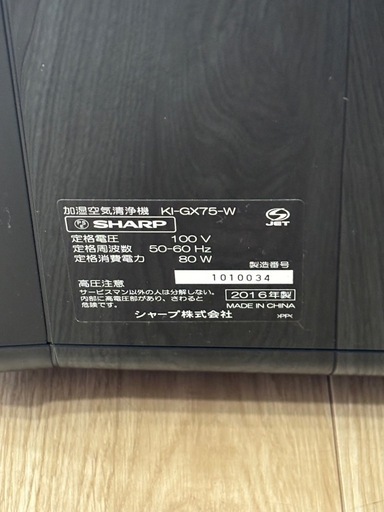 加湿空気清浄機 KI-GX75-W
PS E SHARP
JET
定格電圧 100 V
定格周波数 50-60 Hz
定格消費電力 80 W
製造番号
1010034
高圧注意
サービスマン以外の人は分解しない。
内部に高電圧部があり、さわると
危険です。
2016年製
MADE IN CHINA
シャープ株式会社
>PP<